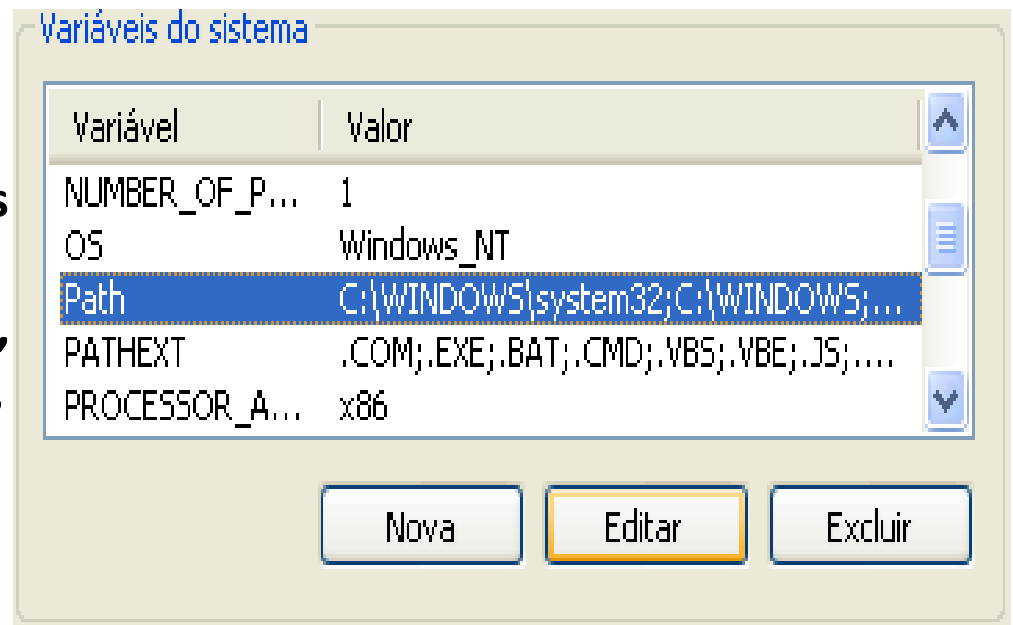 Variáveis do sistema
Variável Valor
NUMBER_OF_P... 1
OS Windows_NT
Path C:\WINDOWS\system32;C:\WINDOWS;...
PATHEXT .COM;.EXE;.BAT;.CMD;.VBS;.VBE;.JS;....
PROCESSOR_A... x86
Nova Editar Excluir